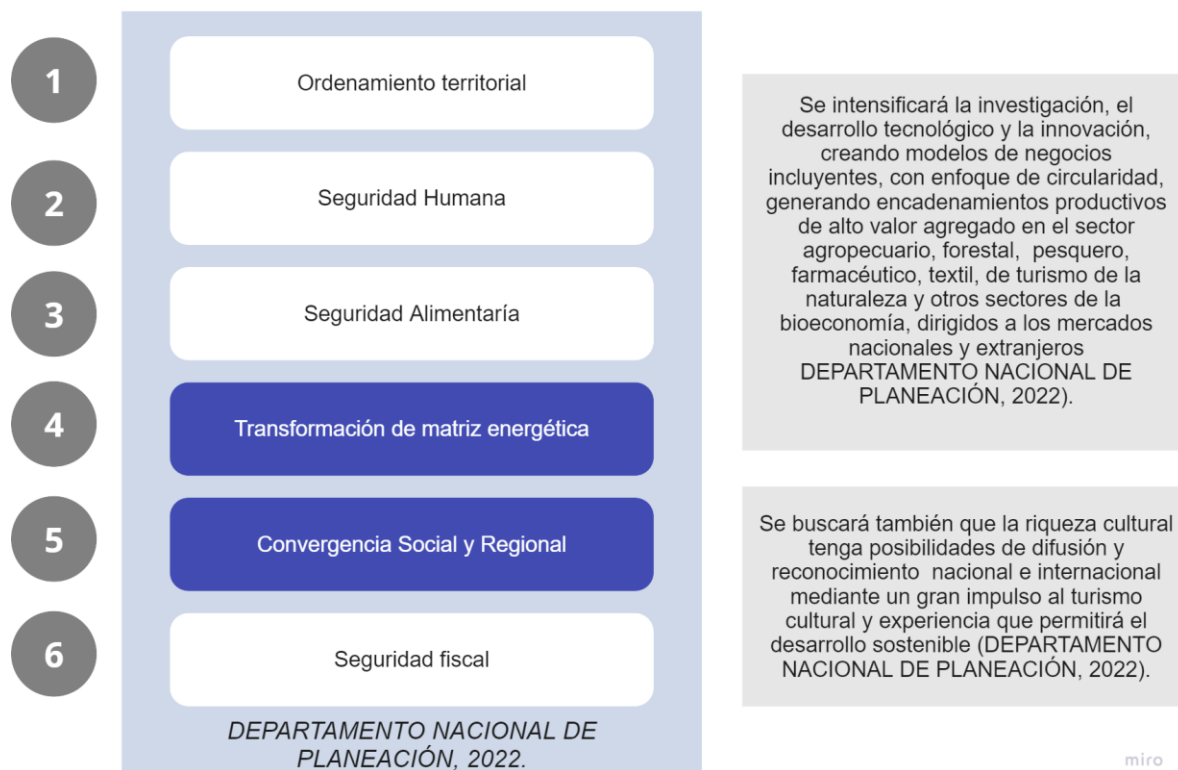 1
Ordenamiento territorial
2
Seguridad Humana
3
Seguridad Alimentaría
4
Transformación de matriz energética
5
Convergencia Social y Regional
6
Seguridad fiscal
DEPARTAMENTO NACIONAL DE
PLANEACIÓN, 2022.
Se intensificará la investigación, el
desarrollo tecnológico y la innovación,
creando modelos de negocios
incluyentes, con enfoque de circularidad,
generando encadenamientos productivos
de alto valor agregado en el sector
agropecuario, forestal, pesquero,
farmacéutico, textil, de turismo de la
naturaleza y otros sectores de la
bioeconomía, dirigidos a los mercados
nacionales y extranjeros
DEPARTAMENTO NACIONAL DE
PLANEACIÓN, 2022).
Se buscará también que la riqueza cultural
tenga posibilidades de difusión y
reconocimiento nacional e internacional
mediante un gran impulso al turismo
cultural y experiencia que permitirá el
desarrollo sostenible (DEPARTAMENTO
NACIONAL DE PLANEACIÓN, 2022).
miro